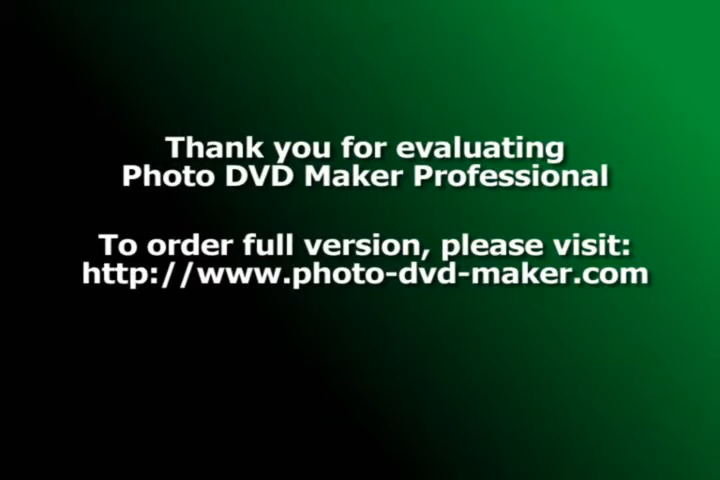 Thank you for evaluating
Photo DVD Maker Professional
To order full version, please visit:
http://www.photo-dvd-maker.com